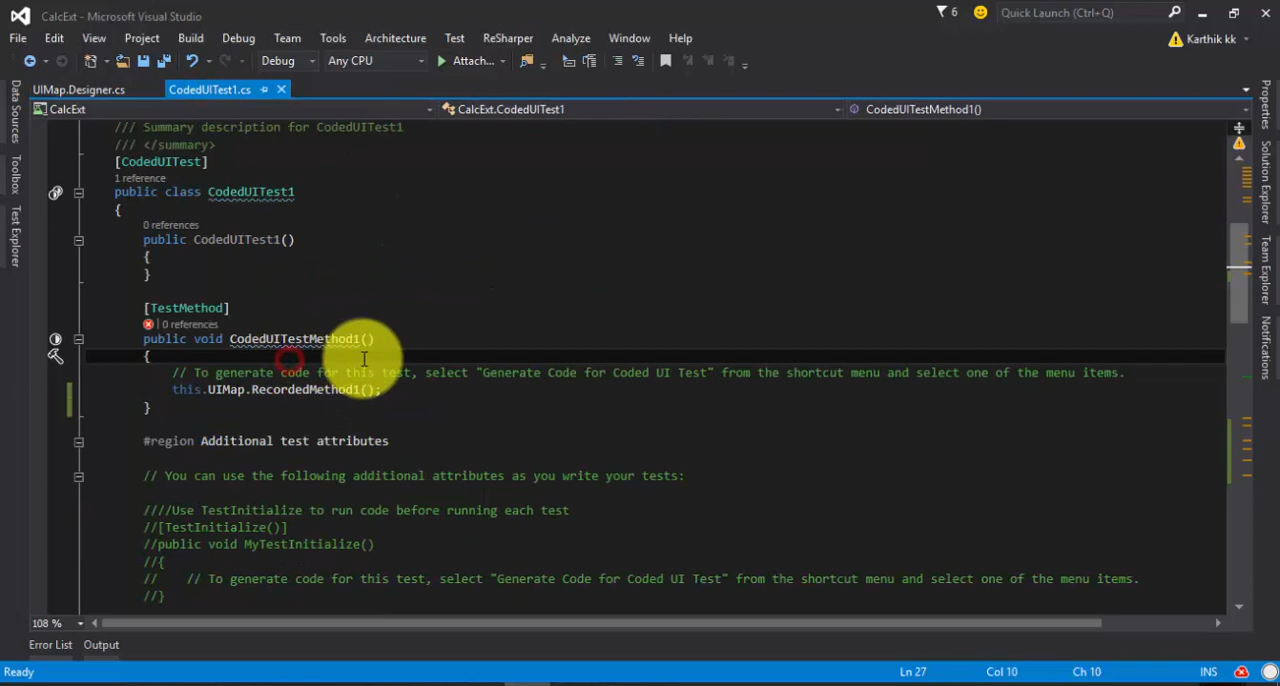 CalcExt - Microsoft Visual Studio
6
Quick Launch (Ctrl+Q)
File Edit View Project Build Debug Team Tools Architecture Test ReSharper Analyze Window Help
Karthik kk
Debug
Any CPU
Attach...
UIMap.Designer.cs
CodedUITest1.cs
CalcExt
CalcExt.CodedUITest1
CodedUITestMethod1()
Data Sources
Toolbox
Test Explorer
/// Summary description for CodedUITest1
/// </summary>
[CodedUITest]
1 reference
public class CodedUITest1
{
0 references
public CodedUITest1()
{
}
[TestMethod]
| 0 references
public void CodedUITestMethod1()
{
// To generate code for this test, select "Generate Code for Coded UI Test" from the shortcut menu and select one of the menu items.
this.UIMap.RecordedMethod1();
}
#region Additional test attributes
// You can use the following additional attributes as you write your tests:
////Use TestInitialize to run code before running each test
//[TestInitialize()]
//public void MyTestInitialize()
//{
// // To generate code for this test, select "Generate Code for Coded UI Test" from the shortcut menu and select one of the menu items.
//}
Properties
Solution Explorer
Team Explorer
Notifications
108 %
Error List
Output
Ready
Ln 27
Col 10
Ch 10
INS